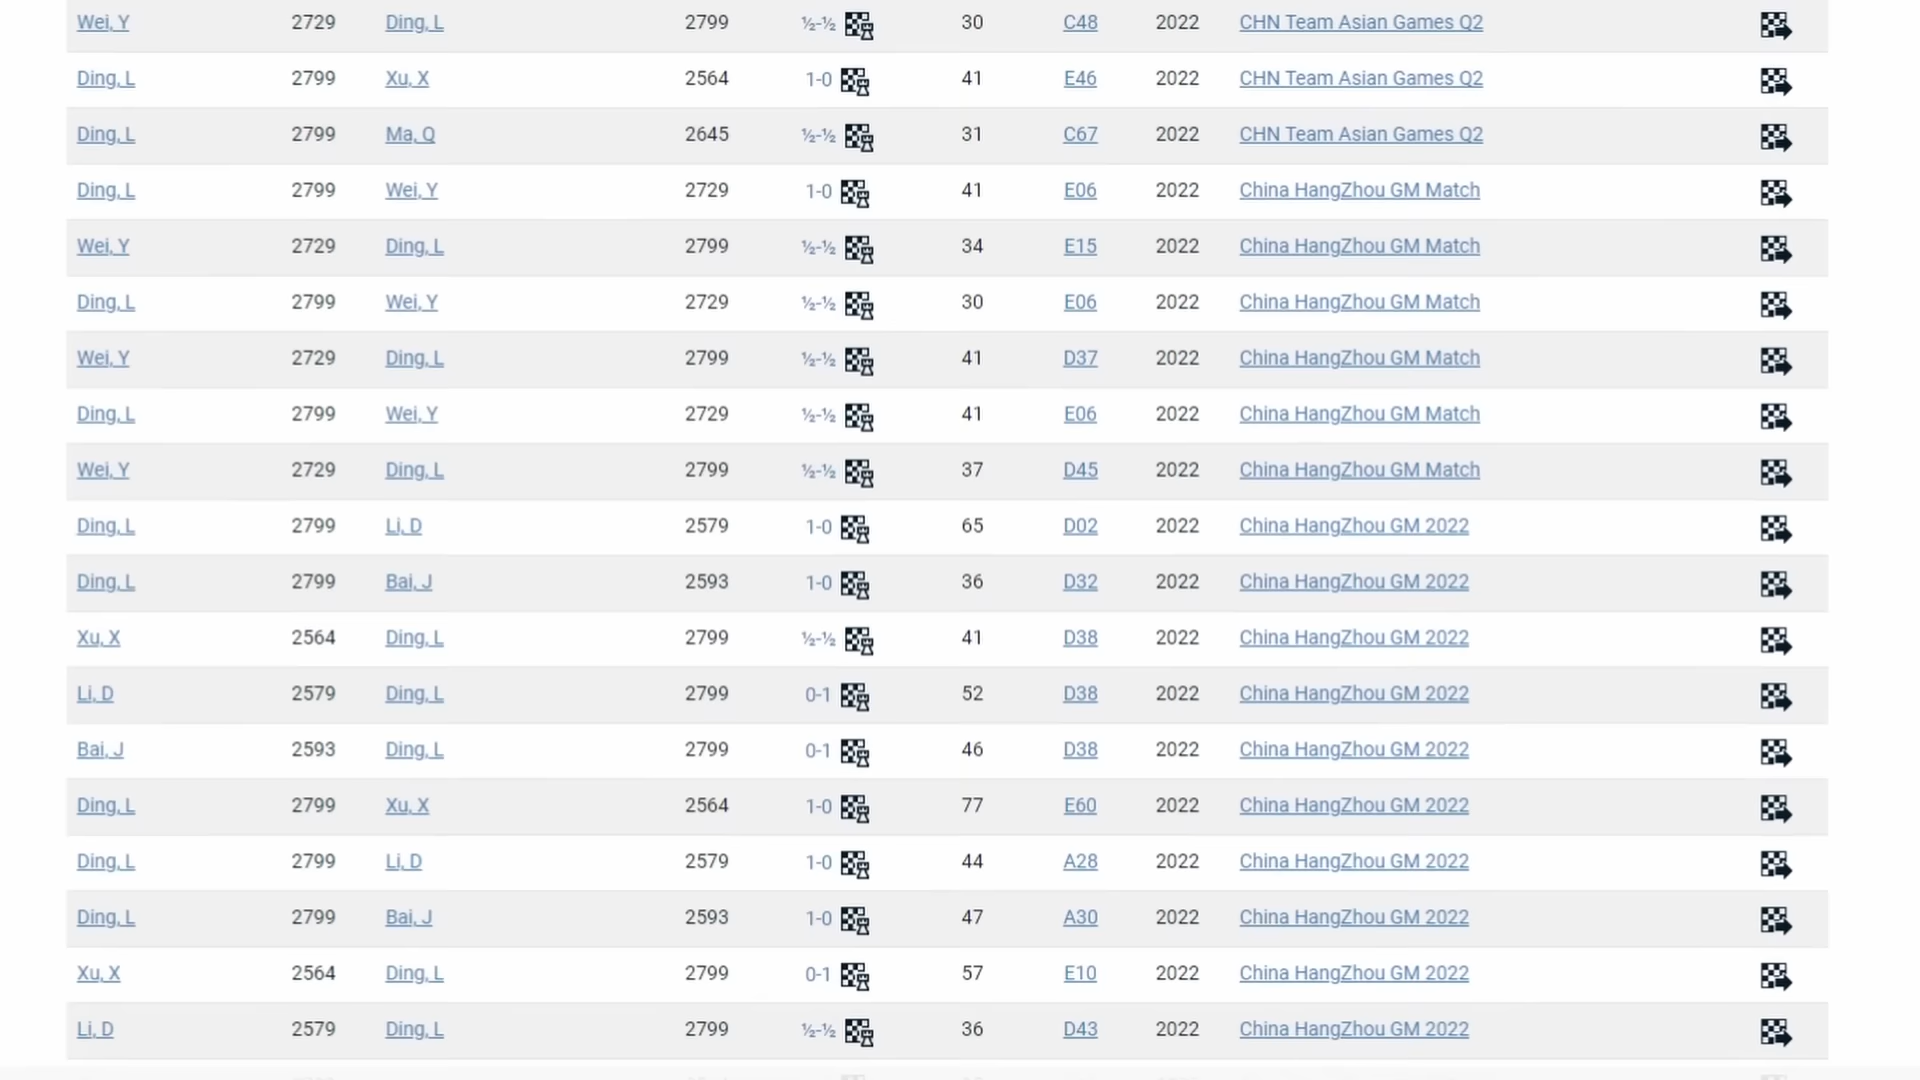 Wei, Y 2729 Ding, L 2799 ½-½ 30 C48 2022 CHN Team Asian Games Q2
Ding, L 2799 Xu, X 2564 1-0 41 E46 2022 CHN Team Asian Games Q2
Ding, L 2799 Ma, Q 2645 ½-½ 31 C67 2022 CHN Team Asian Games Q2
Ding, L 2799 Wei, Y 2729 1-0 41 E06 2022 China HangZhou GM Match
Wei, Y 2729 Ding, L 2799 ½-½ 34 E15 2022 China HangZhou GM Match
Ding, L 2799 Wei, Y 2729 ½-½ 30 E06 2022 China HangZhou GM Match
Wei, Y 2729 Ding, L 2799 ½-½ 41 D37 2022 China HangZhou GM Match
Ding, L 2799 Wei, Y 2729 ½-½ 41 E06 2022 China HangZhou GM Match
Wei, Y 2729 Ding, L 2799 ½-½ 37 D45 2022 China HangZhou GM Match
Ding, L 2799 Li, D 2579 1-0 65 D02 2022 China HangZhou GM 2022
Ding, L 2799 Bai, J 2593 1-0 36 D32 2022 China HangZhou GM 2022
Xu, X 2564 Ding, L 2799 ½-½ 41 D38 2022 China HangZhou GM 2022
Li, D 2579 Ding, L 2799 0-1 52 D38 2022 China HangZhou GM 2022
Bai, J 2593 Ding, L 2799 0-1 46 D38 2022 China HangZhou GM 2022
Ding, L 2799 Xu, X 2564 1-0 77 E60 2022 China HangZhou GM 2022
Ding, L 2799 Li, D 2579 1-0 44 A28 2022 China HangZhou GM 2022
Ding, L 2799 Bai, J 2593 1-0 47 A30 2022 China HangZhou GM 2022
Xu, X 2564 Ding, L 2799 0-1 57 E10 2022 China HangZhou GM 2022
Li, D 2579 Ding, L 2799 ½-½ 36 D43 2022 China HangZhou GM 2022